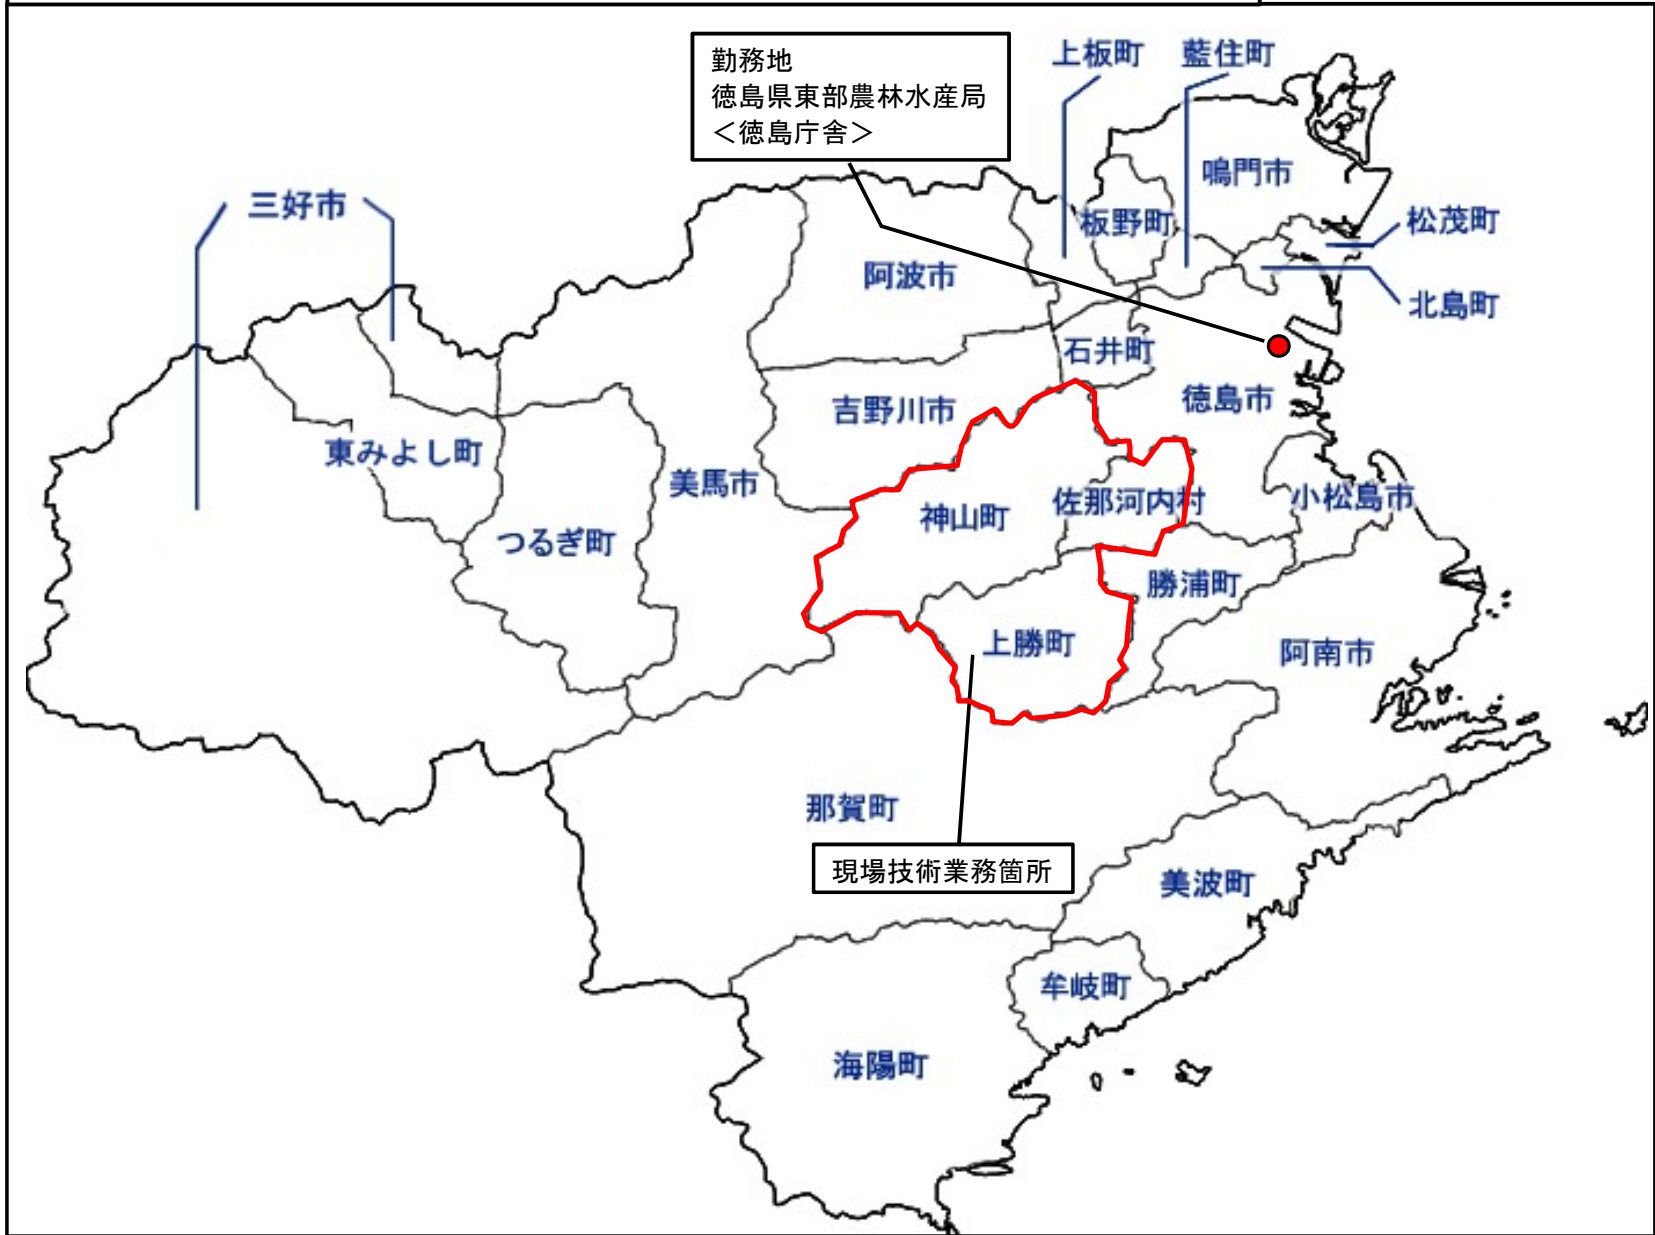 勤務地
徳島県東部農林水産局
＜徳島庁舎＞
上板町
藍住町
鳴門市
三好市
板野町
松茂町
阿波市
北島町
石井町
徳島市
吉野川市
東みよし町
美馬市
佐那河内村
小松島市
神山町
つるぎ町
勝浦町
上勝町
阿南市
那賀町
現場技術業務箇所
美波町
牟岐町
海陽町